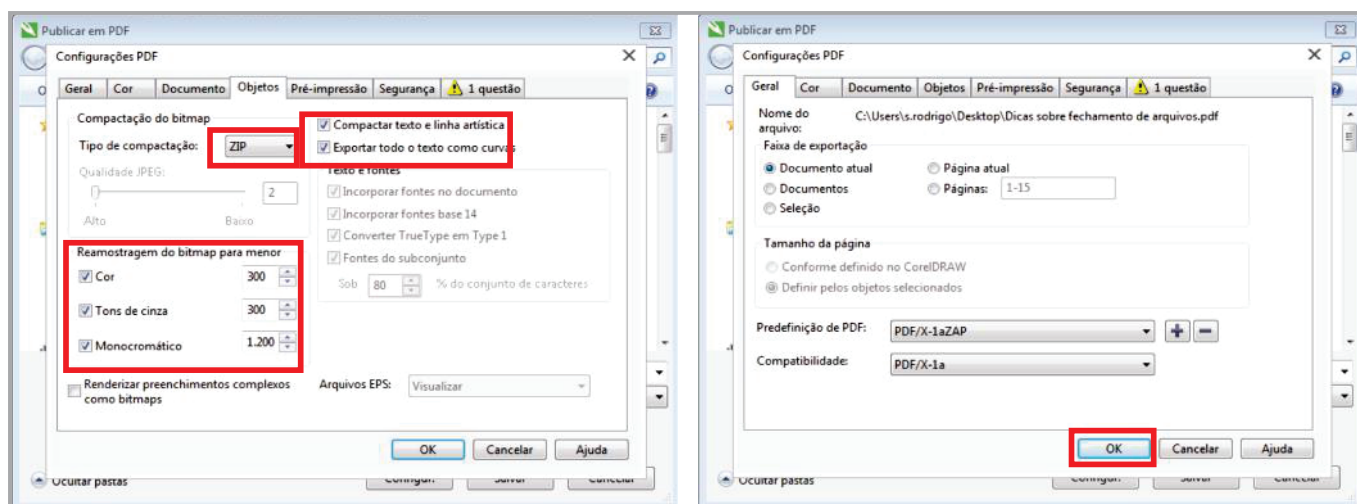 Publicar em PDF
Configurações PDF
Geral Cor Documento Objetos Pré-impressão Segurança 1 questão
Compactação do bitmap
Tipo de compactação: ZIP
Qualidade JPEG:
2
Alto Baixo
Compactar texto e linha artística
Exportar todo o texto como curvas
Texto e fontes
Incorporar fontes no documento
Incorporar fontes base 14
Converter TrueType em Type 1
Fontes do subconjunto
Sob 80 % do conjunto de caracteres
Reamostragem do bitmap para menor
Cor 300
Tons de cinza 300
Monocromático 1.200
Renderizar preenchimentos complexos
como bitmaps
Arquivos EPS: Visualizar
OK Cancelar Ajuda
Ocultar pastas Configur. Salvar Cancelar
Publicar em PDF
Configurações PDF
Geral Cor Documento Objetos Pré-impressão Segurança 1 questão
Nome do
arquivo:
C:\Users\s.rodrigo\Desktop\Dicas sobre fechamento de arquivos.pdf
Faixa de exportação
Documento atual Página atual
Documentos Páginas: 1-15
Seleção
Tamanho da página
Conforme definido no CorelDRAW
Definir pelos objetos selecionados
Predefinição de PDF: PDF/X-1aZAP
Compatibilidade: PDF/X-1a
OK Cancelar Ajuda
Ocultar pastas Configur. Salvar Cancelar